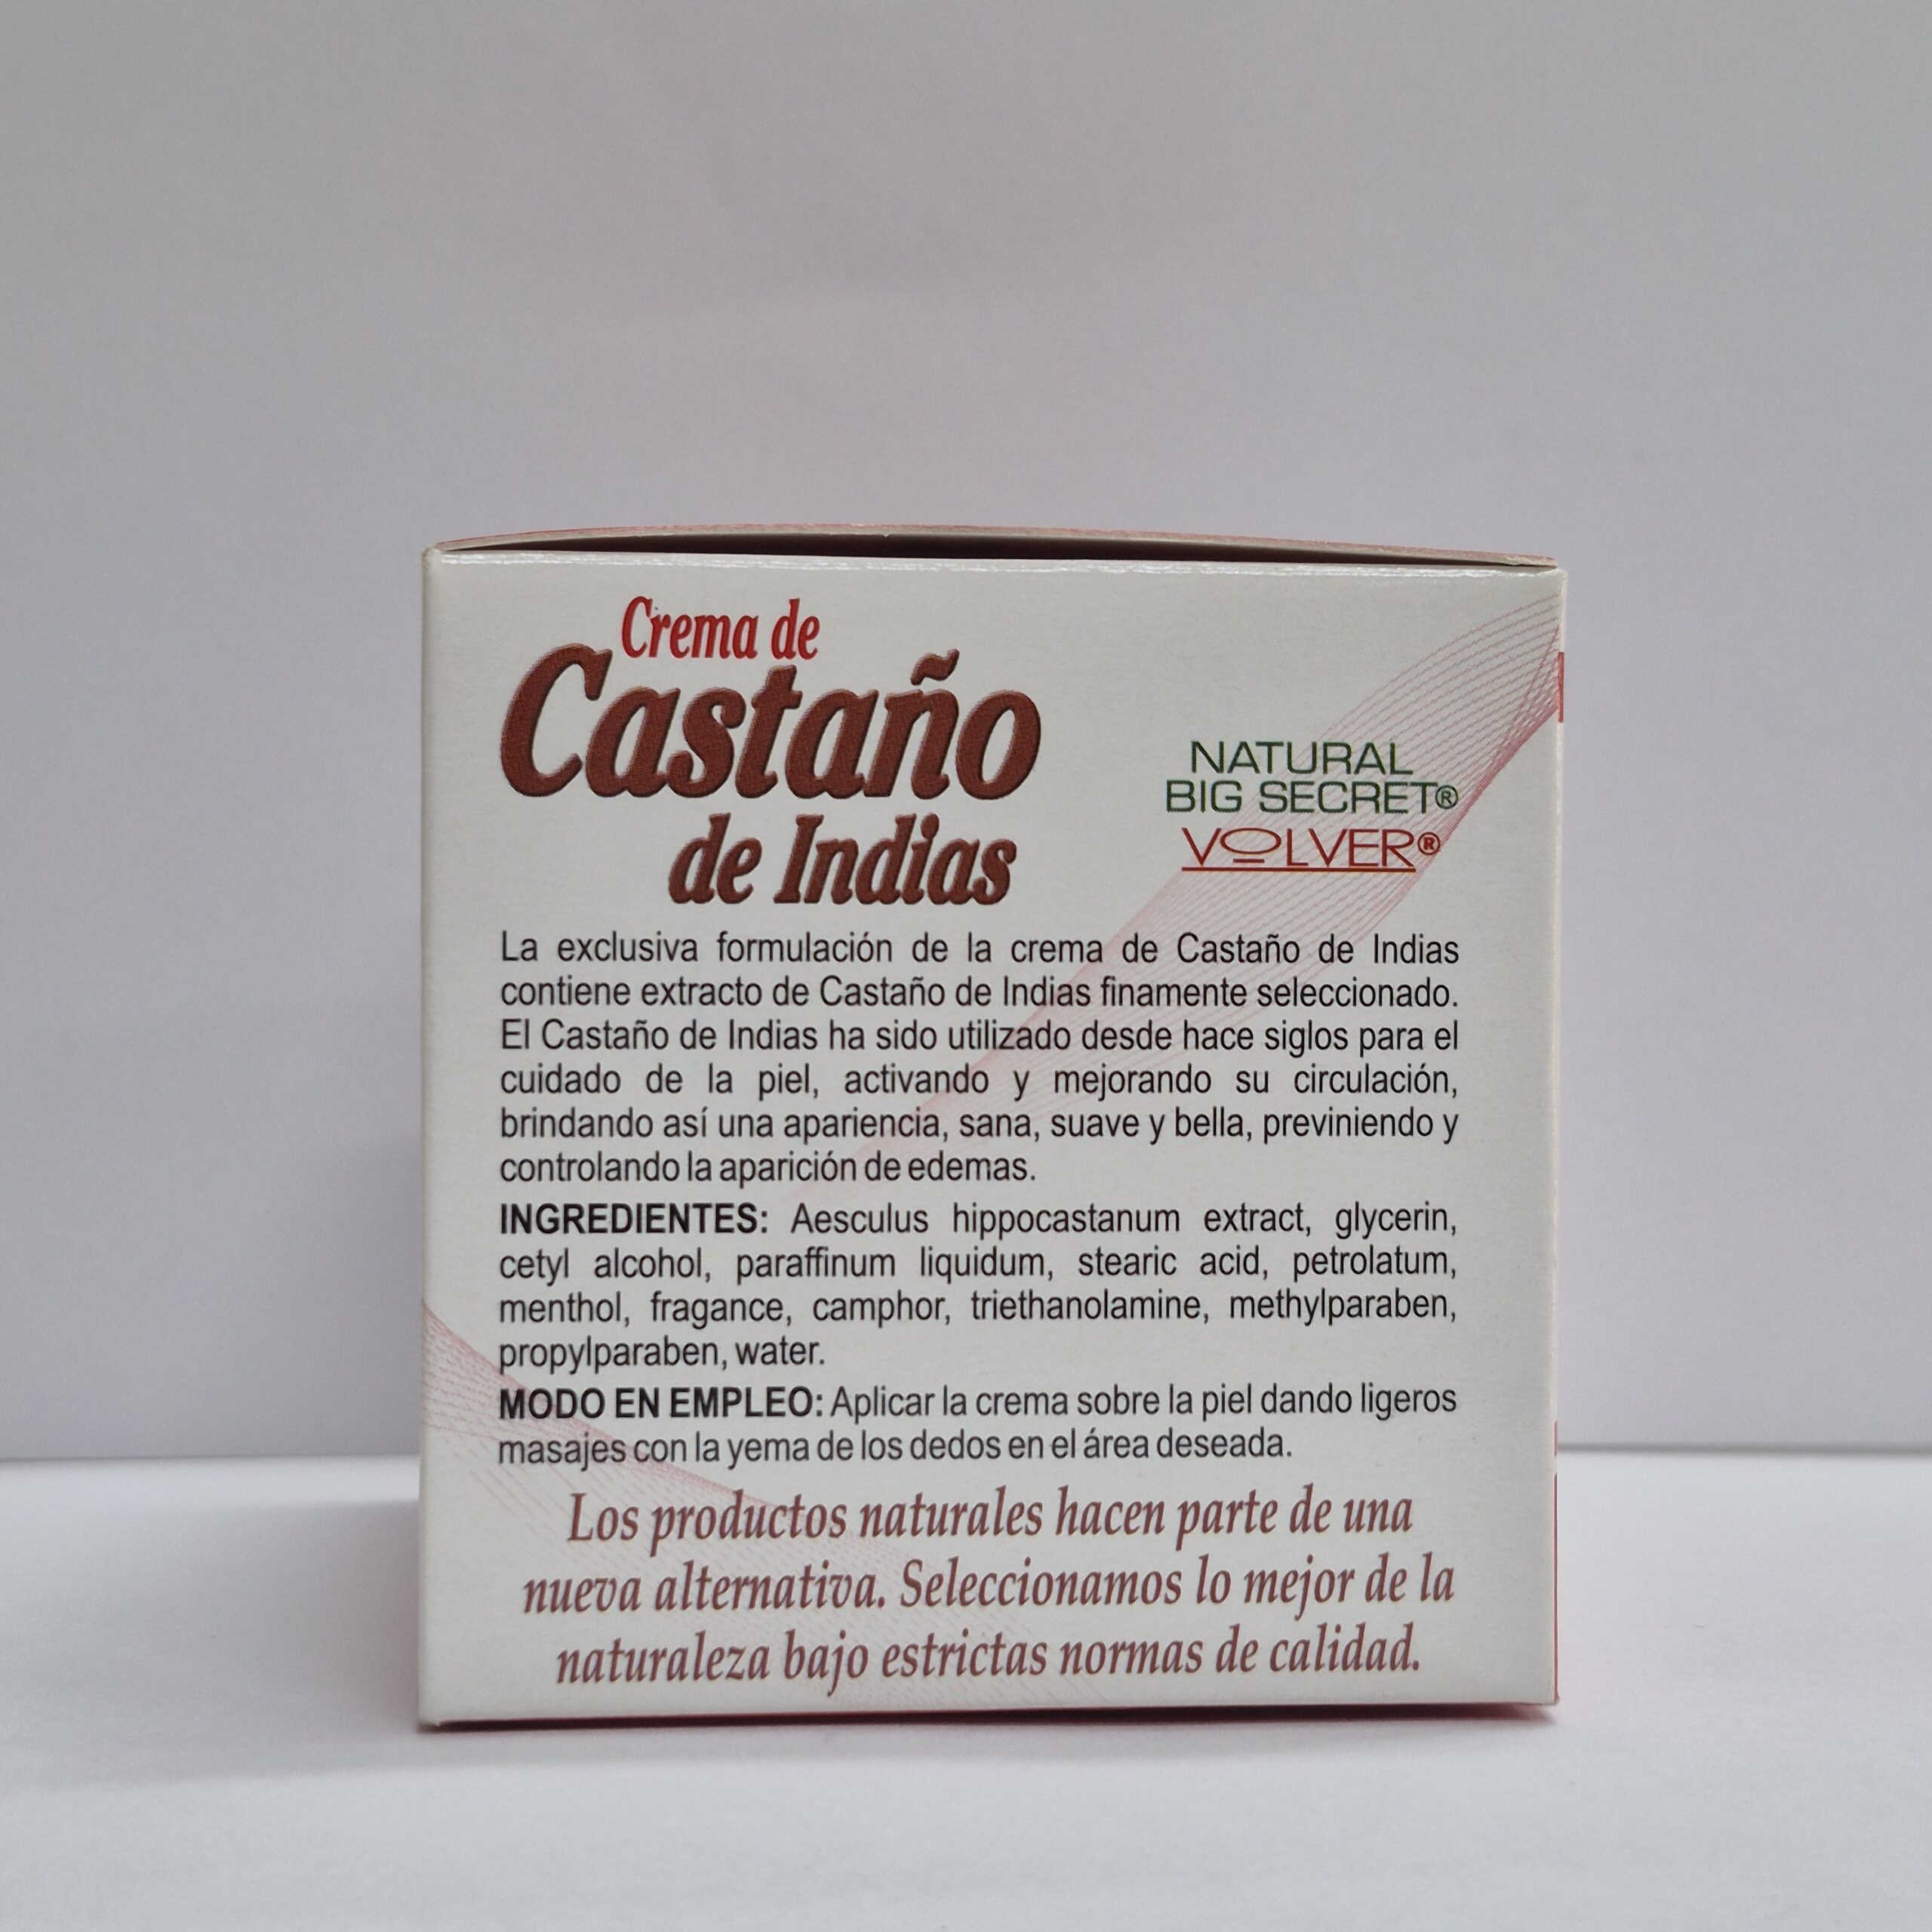 Crema de
Castaño
de Indias
NATURAL
BIG SECRET®
VOLVER®
La exclusiva formulación de la crema de Castaño de Indias
contiene extracto de Castaño de Indias finamente seleccionado.
El Castaño de Indias ha sido utilizado desde hace siglos para el
cuidado de la piel, activando y mejorando su circulación,
brindando así una apariencia, sana, suave y bella, previniendo y
controlando la aparición de edemas.
INGREDIENTES: Aesculus hippocastanum extract, glycerin,
cetyl alcohol, paraffinum liquidum, stearic acid, petrolatum,
menthol, fragance, camphor, triethanolamine, methylparaben,
propylparaben, water.
MODO EN EMPLEO: Aplicar la crema sobre la piel dando ligeros
masajes con la yema de los dedos en el área deseada.
Los productos naturales hacen parte de una
nueva alternativa. Seleccionamos lo mejor de la
naturaleza bajo estrictas normas de calidad.